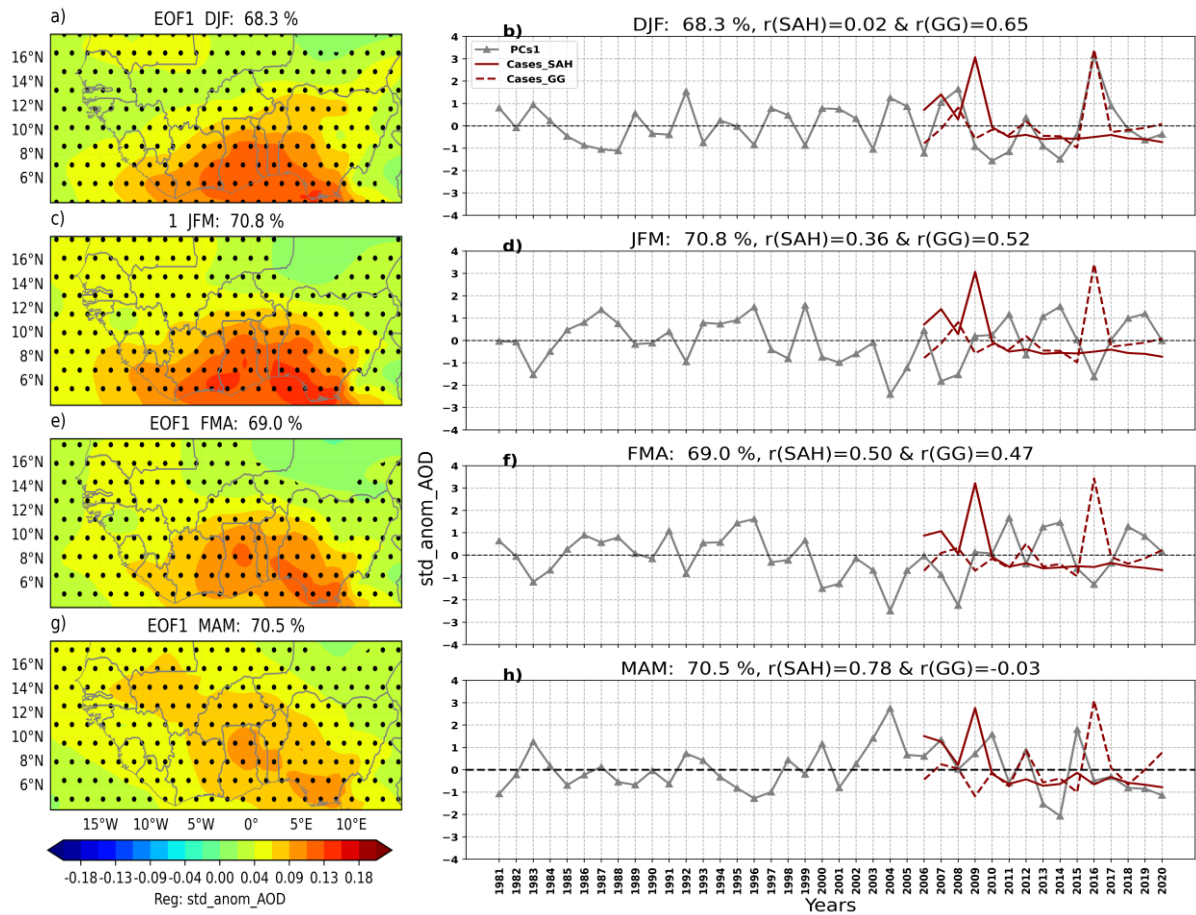 a) EOF1 DJF: 68.3 %
16°N
14°N
12°N
10°N
8°N
6°N
c) 1 JFM: 70.8 %
16°N
14°N
12°N
10°N
8°N
6°N
e) EOF1 FMA: 69.0 %
16°N
14°N
12°N
10°N
8°N
6°N
g) EOF1 MAM: 70.5 %
16°N
14°N
12°N
10°N
8°N
6°N
15°W 10°W 5°W 0° 5°E 10°E
-0.18 -0.13 -0.09 -0.04 0.00 0.04 0.09 0.13 0.18
Reg: std_anom_AOD
b) DJF: 68.3 %, r(SAH)=0.02 & r(GG)=0.65
PCs1
Cases_SAH
Cases_GG
4
3
2
1
0
−1
−2
−3
−4
d) JFM: 70.8 %, r(SAH)=0.36 & r(GG)=0.52
4
3
2
1
0
−1
−2
−3
−4
f) FMA: 69.0 %, r(SAH)=0.50 & r(GG)=0.47
4
3
2
1
0
−1
−2
−3
−4
std_anom_AOD
h) MAM: 70.5 %, r(SAH)=0.78 & r(GG)=-0.03
4
3
2
1
0
−1
−2
−3
−4
1981 1982 1983 1984 1985 1986 1987 1988 1989 1990 1991 1992 1993 1994 1995 1996 1997 1998 1999 2000 2001 2002 2003 2004 2005 2006 2007 2008 2009 2010 2011 2012 2013 2014 2015 2016 2017 2018 2019 2020
Years